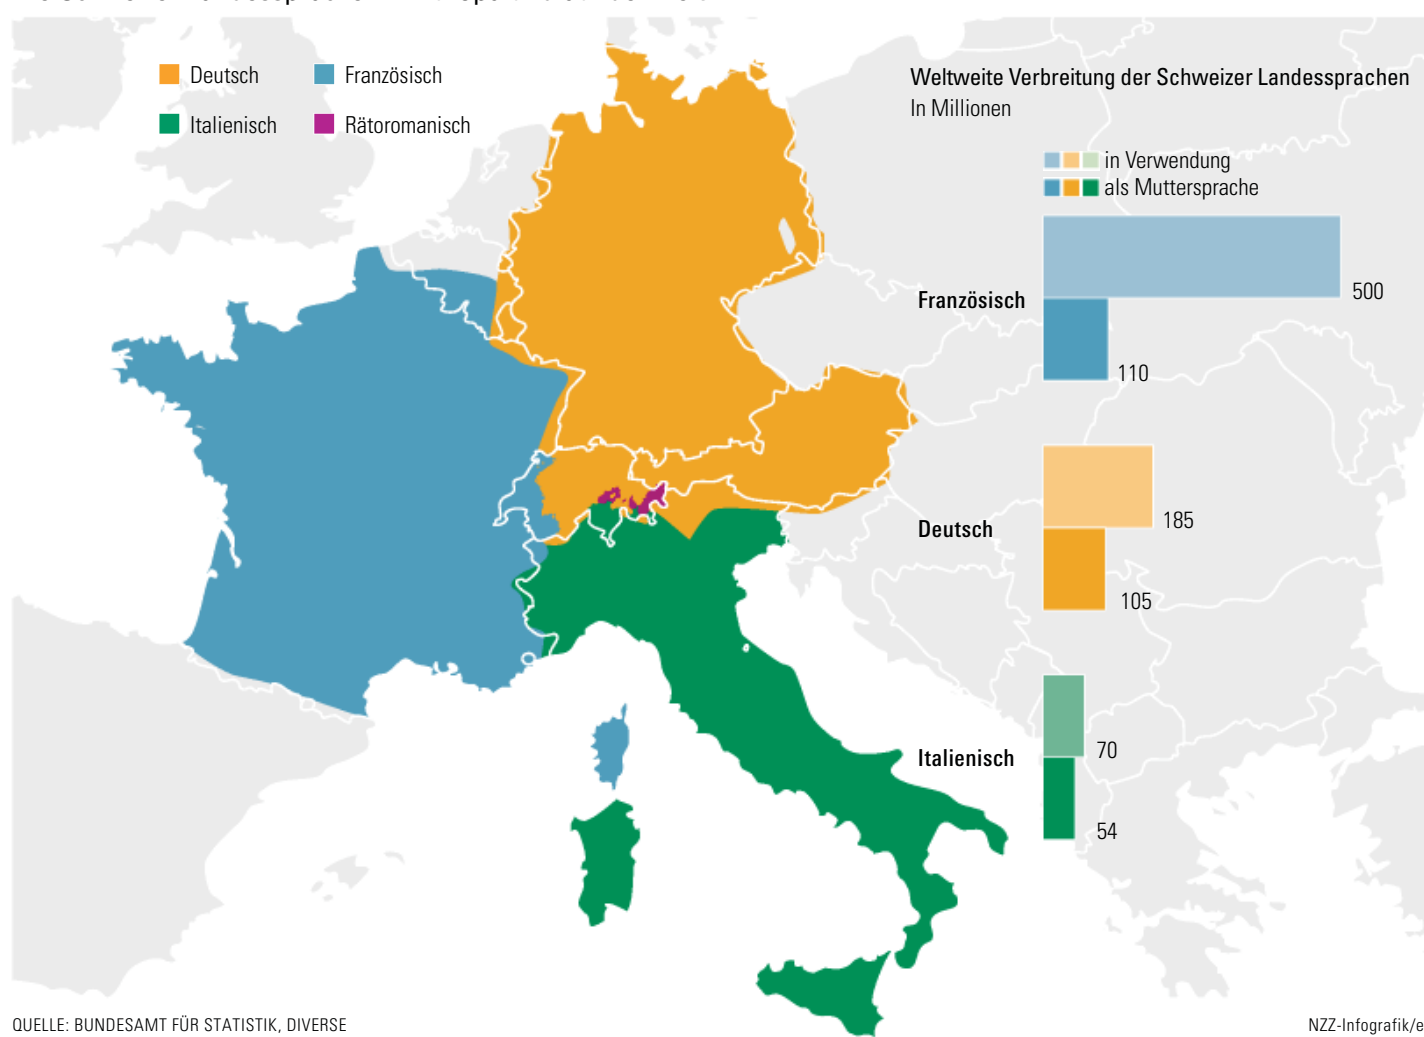 Deutsch
Französisch
Italienisch
Rätoromanisch
Weltweite Verbreitung der Schweizer Landessprachen
In Millionen
in Verwendung
als Muttersprache
Französisch
500
110
Deutsch
185
105
Italienisch
70
54
QUELLE: BUNDESAMT FÜR STATISTIK, DIVERSE
NZZ-Infografik/e